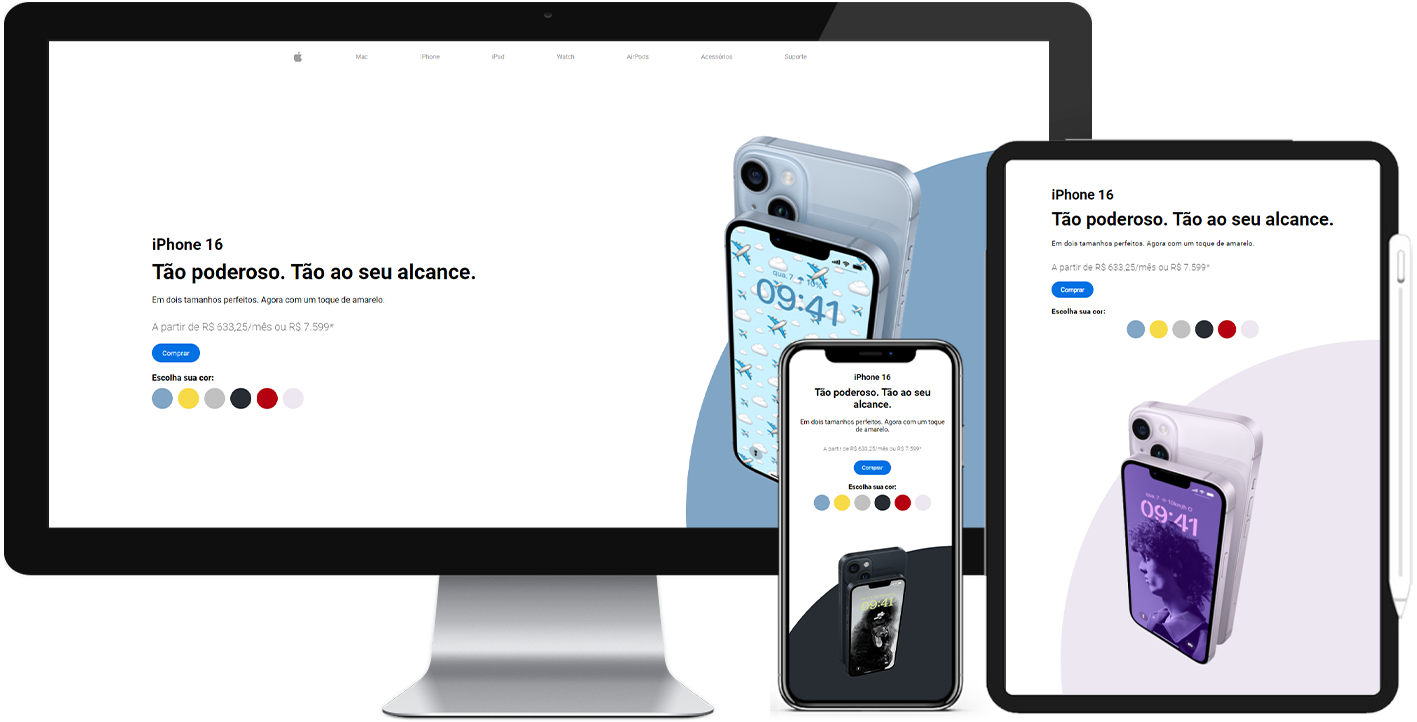 Mac iPhone iPad Watch AirPods Acessórios Suporte
iPhone 16
Tão poderoso. Tão ao seu alcance.
Em dois tamanhos perfeitos. Agora com um toque de amarelo.
A partir de R$ 633,25/mês ou R$ 7.599*
Comprar
Escolha sua cor:
qua. 7 10%
09:41
iPhone 16
Tão poderoso. Tão ao seu
alcance.
Em dois tamanhos perfeitos. Agora com um toque
de amarelo.
A partir de R$ 633,25/mês ou R$ 7.599*
Comprar
Escolha sua cor:
09:41
iPhone 16
Tão poderoso. Tão ao seu alcance.
Em dois tamanhos perfeitos. Agora com um toque de amarelo.
A partir de R$ 633,25/mês ou R$ 7.599*
Comprar
Escolha sua cor:
qua. 7 10km/h
09:41